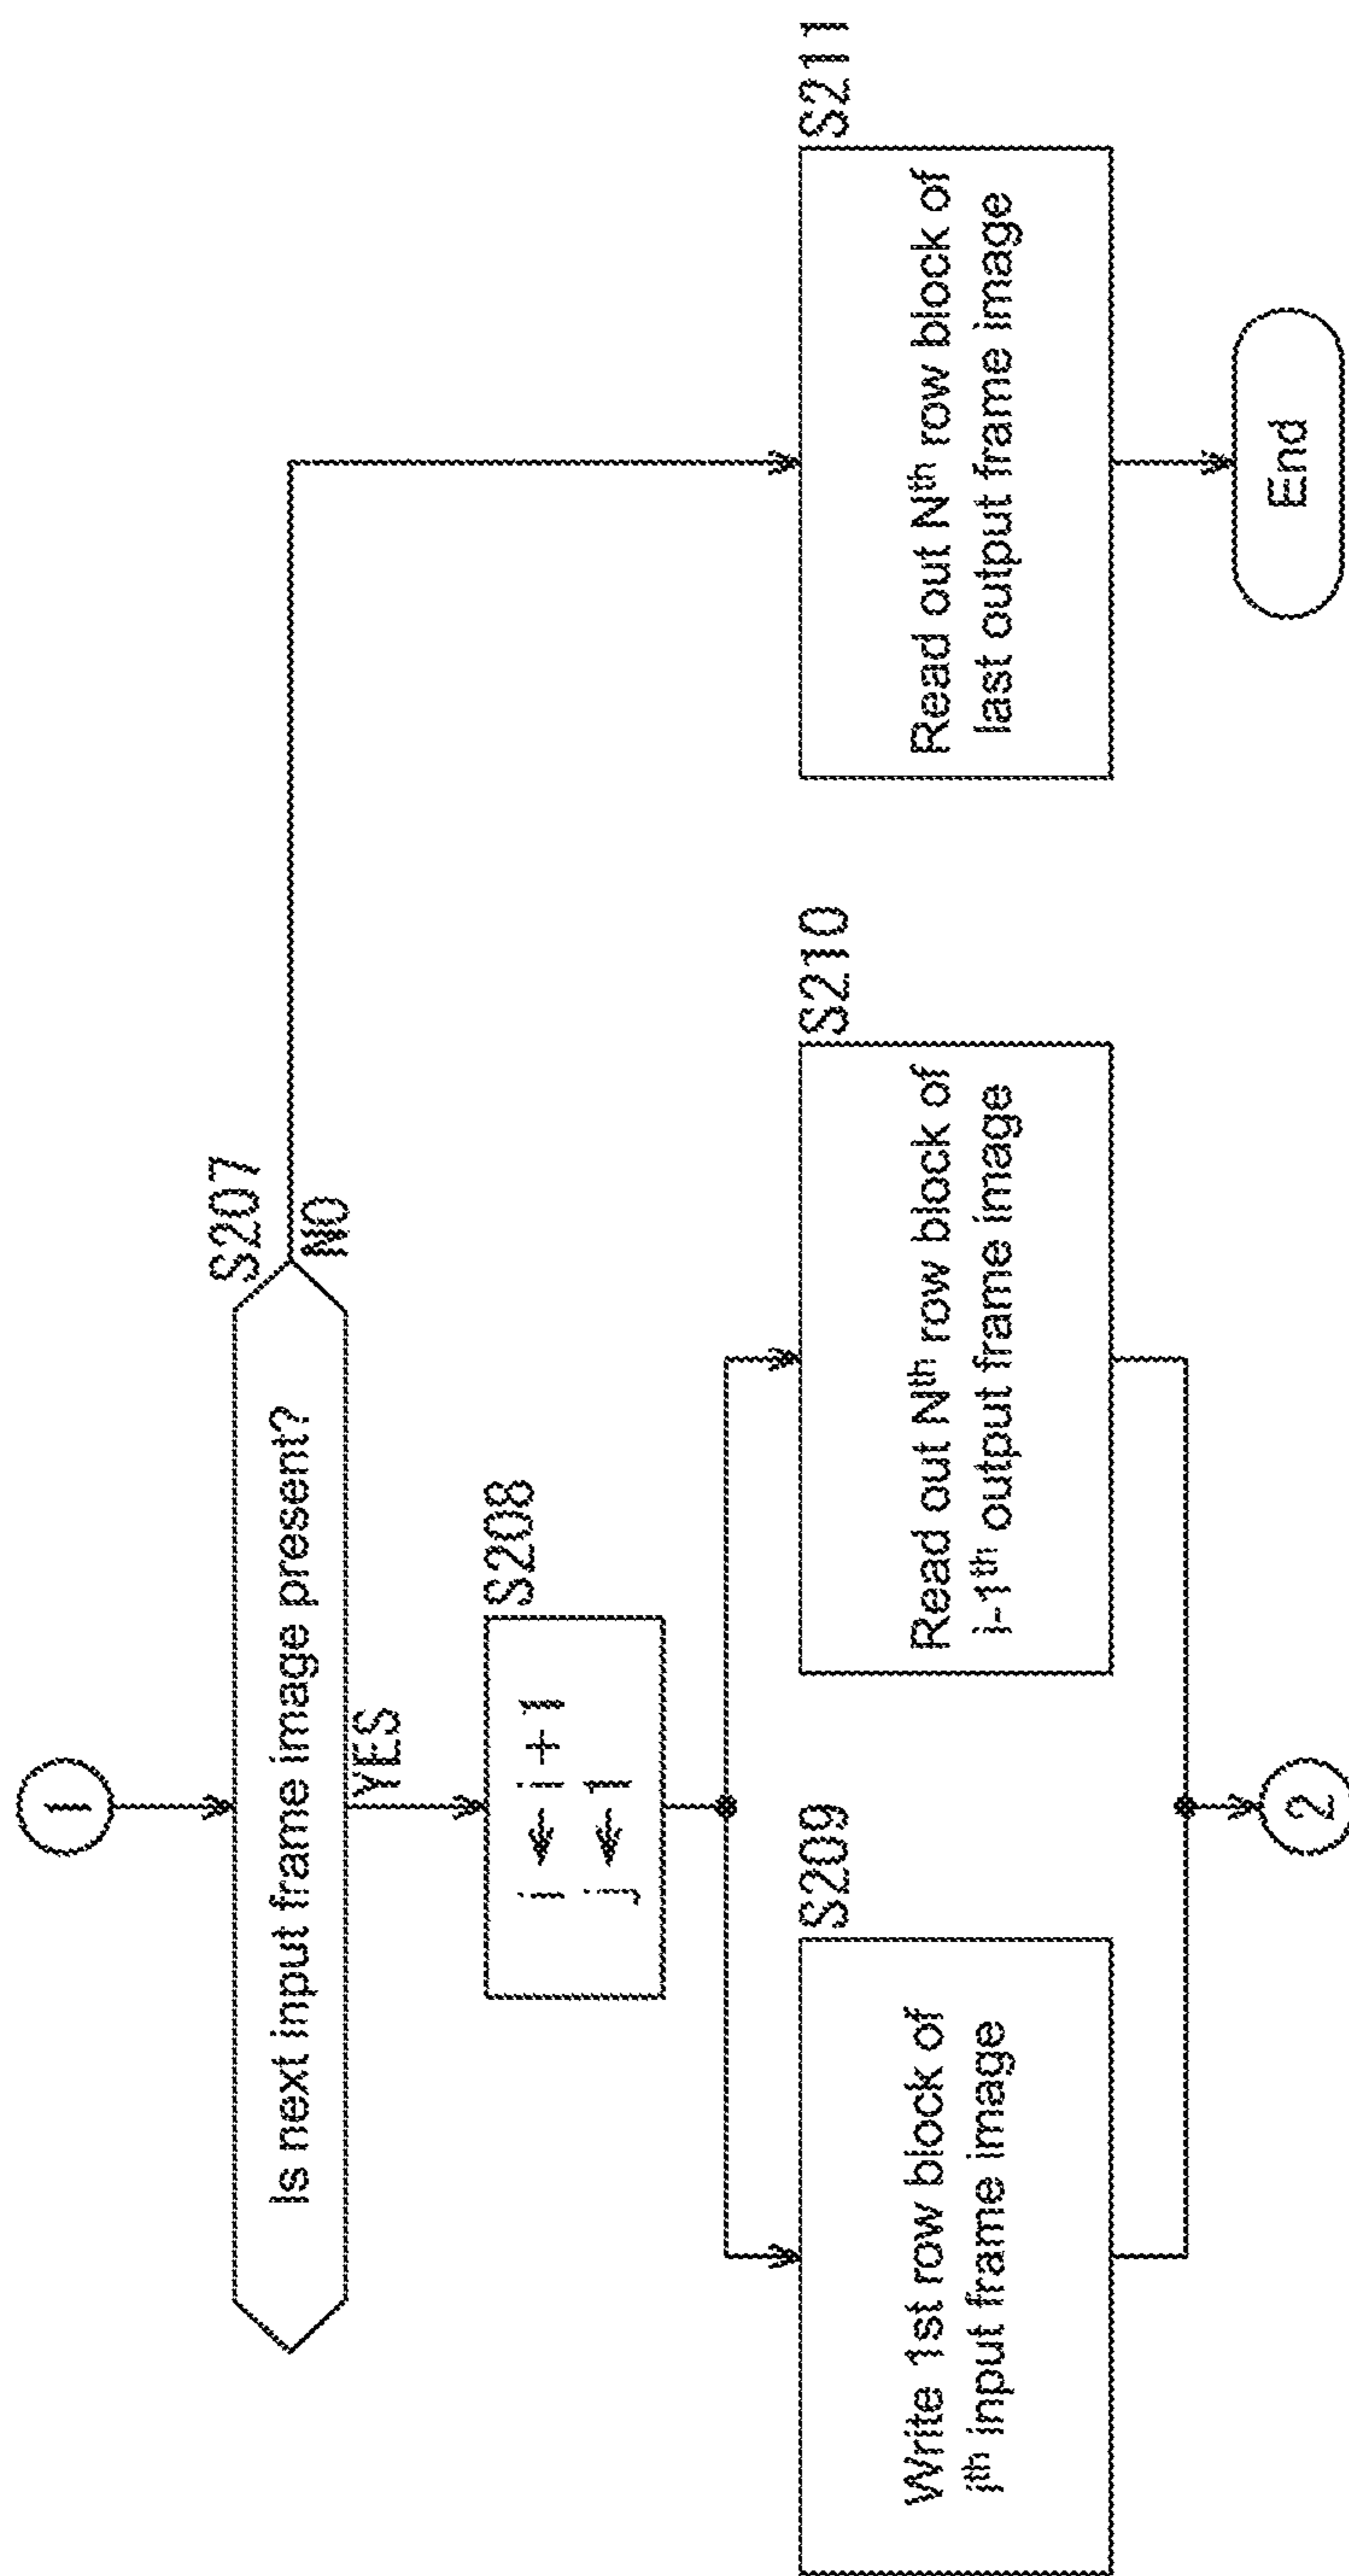 1
S207
Is next input frame image present?
NO
YES
S208
i ← i + 1
j ← 1
S209
Write 1st row block of
iᵗʰ input frame image
S210
Read out Nᵗʰ row block of
i-1ᵗʰ output frame image
S211
Read out Nᵗʰ row block of
last output frame image
2
End